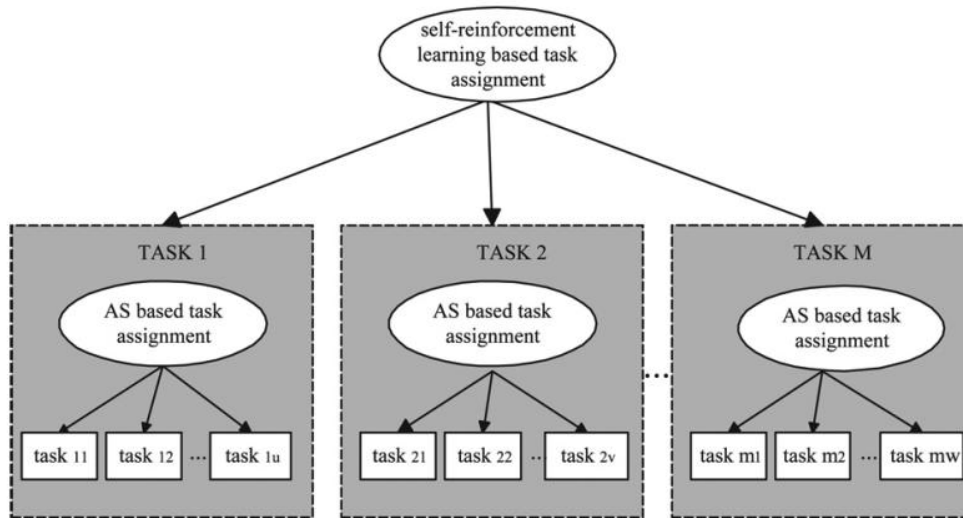 self-reinforcement
learning based task
assignment
TASK 1
AS based task
assignment
task 11
task 12
...
task 1u
TASK 2
AS based task
assignment
task 21
task 22
...
task 2v
...
TASK M
AS based task
assignment
task m1
task m2
...
task mw